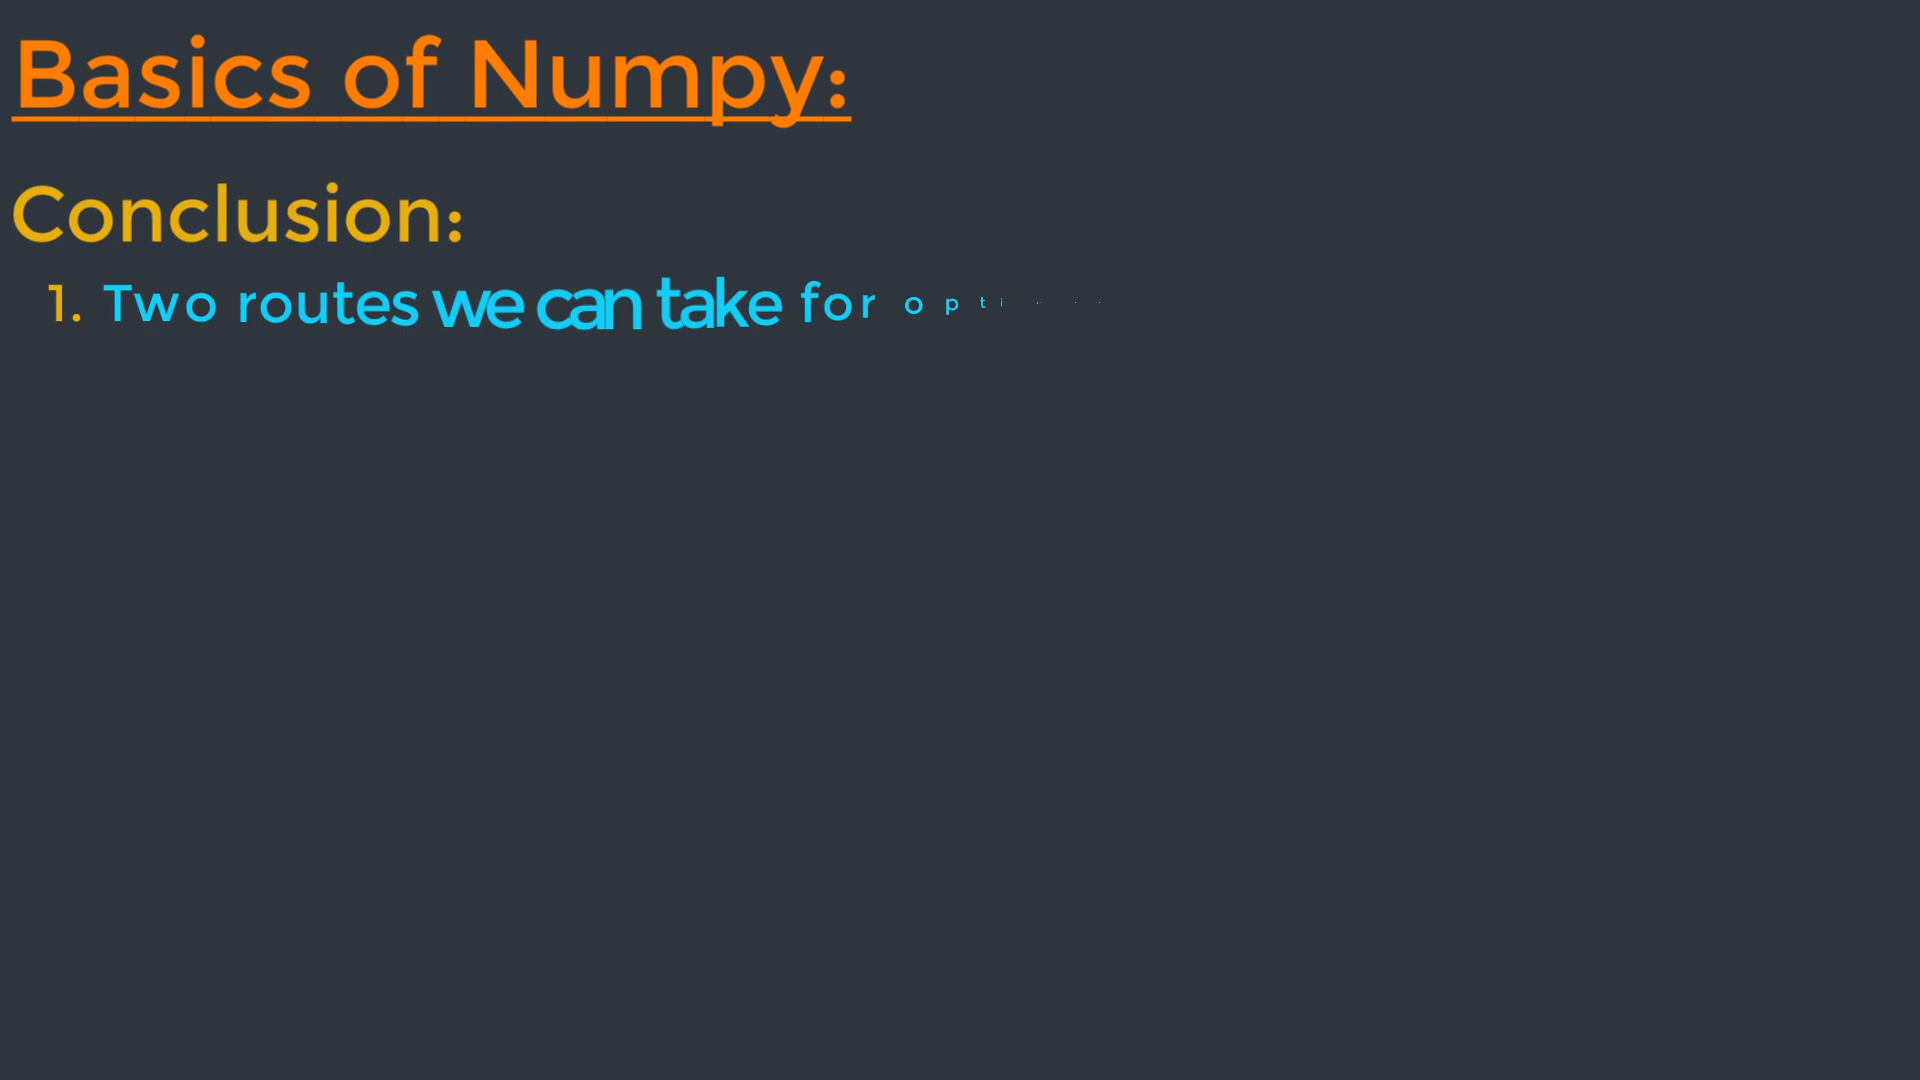 Basics of Numpy:
Conclusion:
1. Two routes we can take for